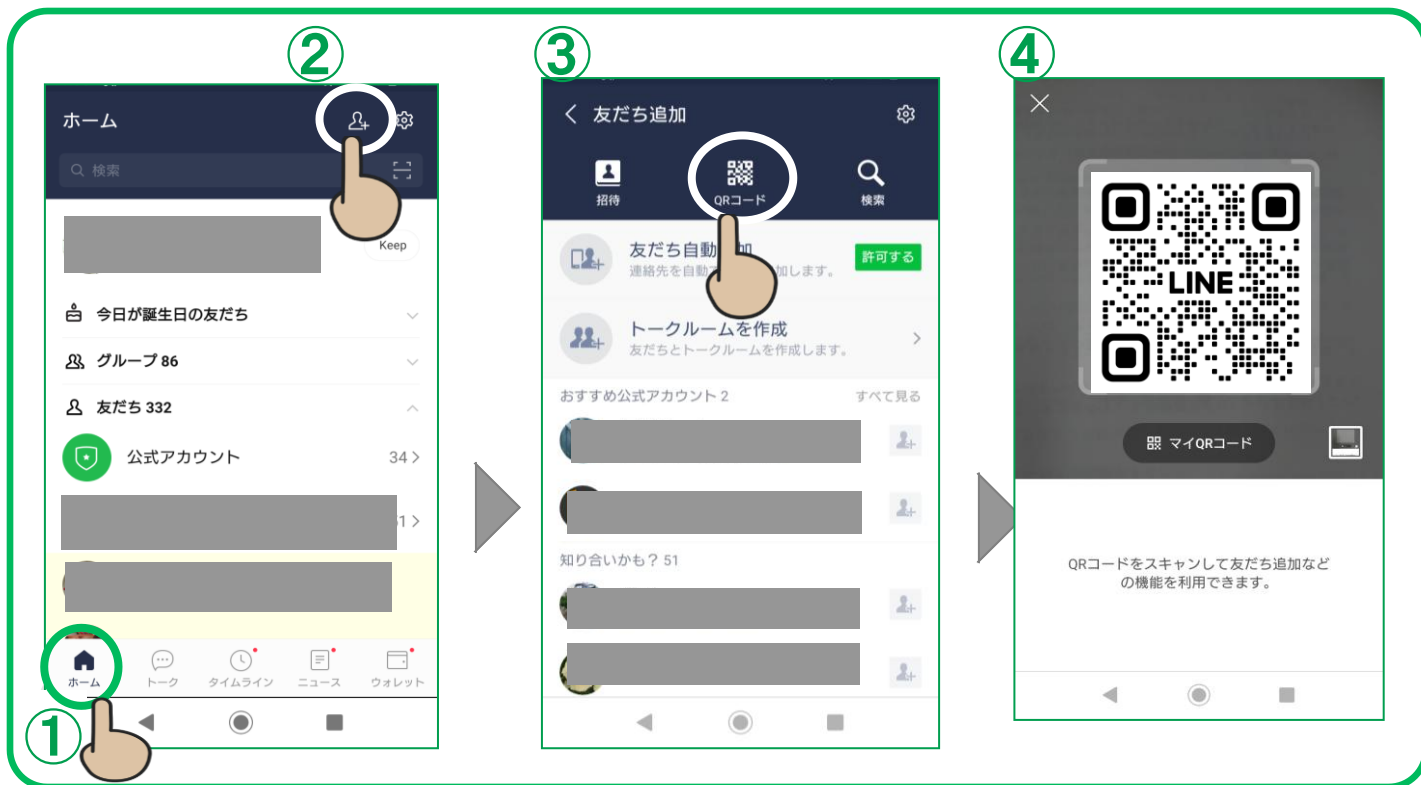 ②
ホーム
検索
Keep
今日が誕生日の友だち
グループ 86
友だち 332
公式アカウント
34
ホーム
トーク
タイムライン
ニュース
ウォレット
①
③
友だち追加
招待
QRコード
検索
友だち自動
許可する
連絡先を自動
加します。
トークルームを作成
友だちとトークルームを作成します。
おすすめ公式アカウント 2
すべて見る
知り合いかも? 51
④
LINE
マイQRコード
QRコードをスキャンして友だち追加など
の機能を利用できます。